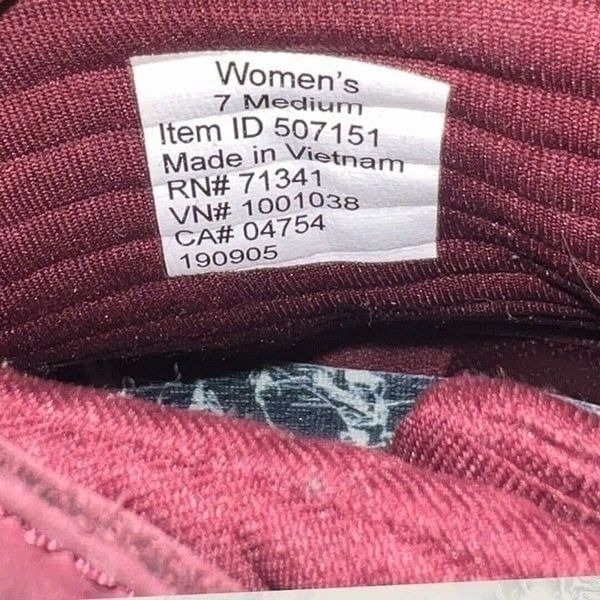 Women's
7 Medium
Item ID 507151
Made in Vietnam
RN# 71341
VN# 1001038
CA# 04754
190905